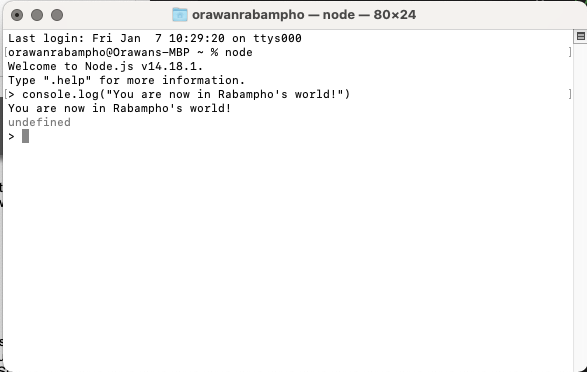 orawanrabampho — node — 80×24
Last login: Fri Jan  7 10:29:20 on ttys000
[orawanrabampho@Orawans-MBP ~ % node ]
Welcome to Node.js v14.18.1.
Type ".help" for more information.
[> console.log("You are now in Rabampho's world!") ]
You are now in Rabampho's world!
undefined
>